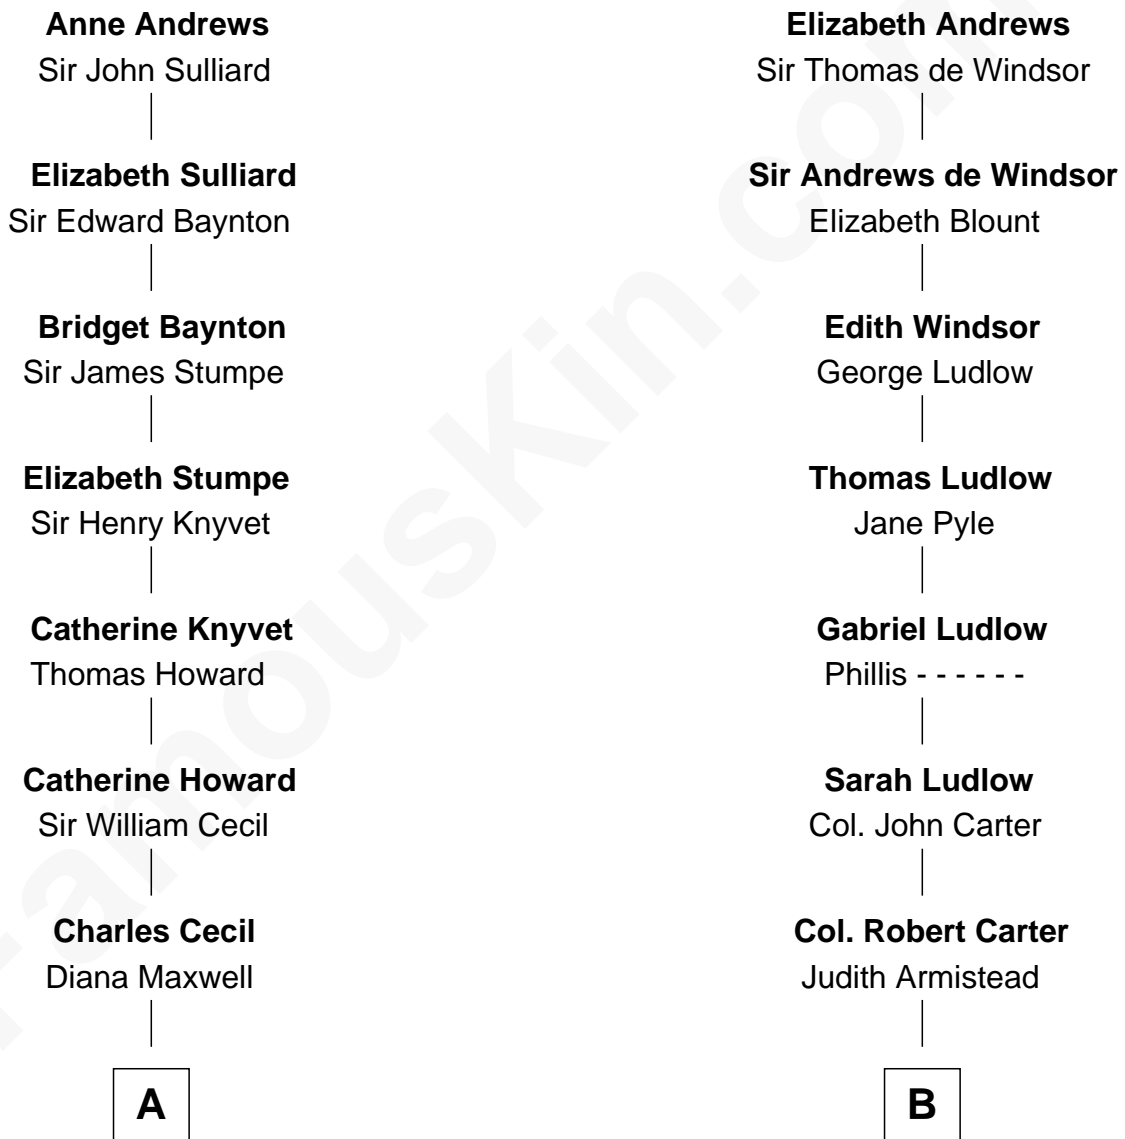 Anne Andrews
Sir John Sulliard
Elizabeth Sulliard
Sir Edward Baynton
Bridget Baynton
Sir James Stumpe
Elizabeth Stumpe
Sir Henry Knyvet
Catherine Knyvet
Thomas Howard
Catherine Howard
Sir William Cecil
Charles Cecil
Diana Maxwell
A
Elizabeth Andrews
Sir Thomas de Windsor
Sir Andrews de Windsor
Elizabeth Blount
Edith Windsor
George Ludlow
Thomas Ludlow
Jane Pyle
Gabriel Ludlow
Phillis - - - - - -
Sarah Ludlow
Col. John Carter
Col. Robert Carter
Judith Armistead
B
FamousKin.com